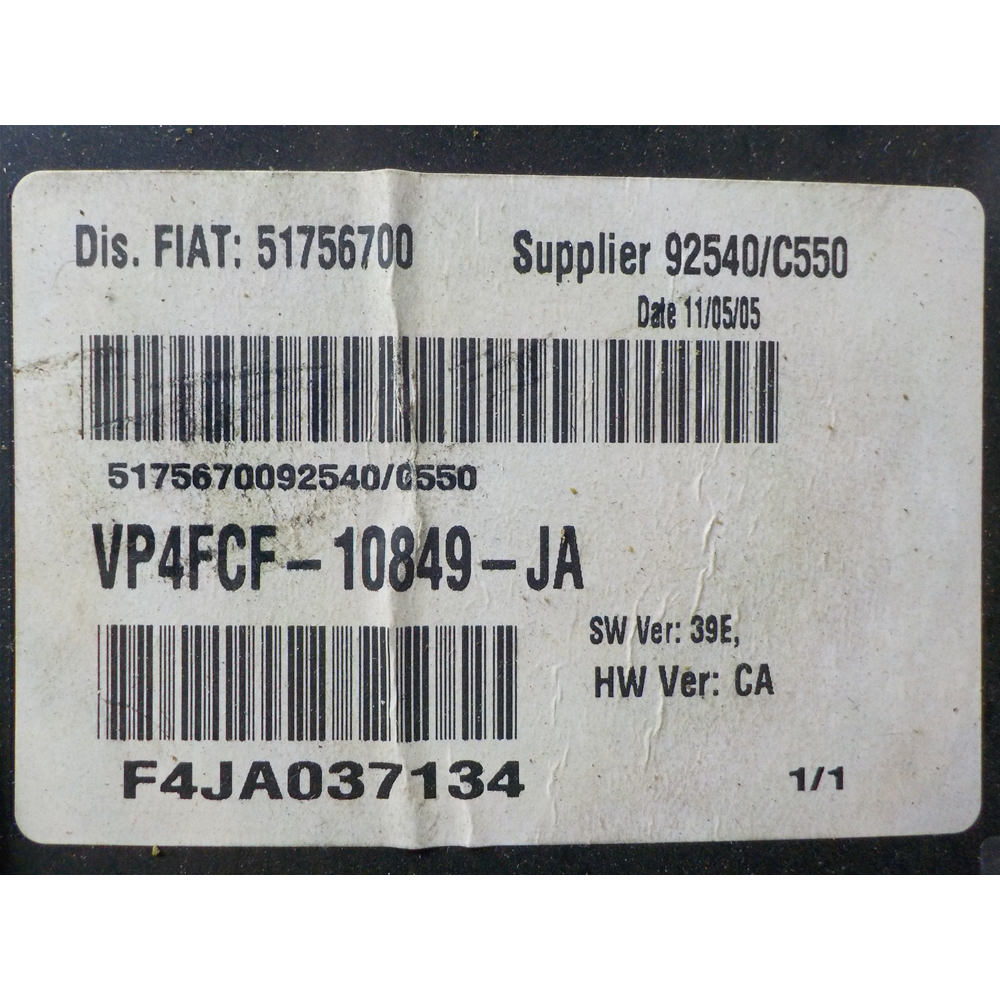 Dis. FIAT: 51756700 Supplier 92540/C550
Date 11/05/05
5175670092540/C550
VP4FCF-10849-JA
SW Ver: 39E,
HW Ver: CA
F4JA037134 1/1